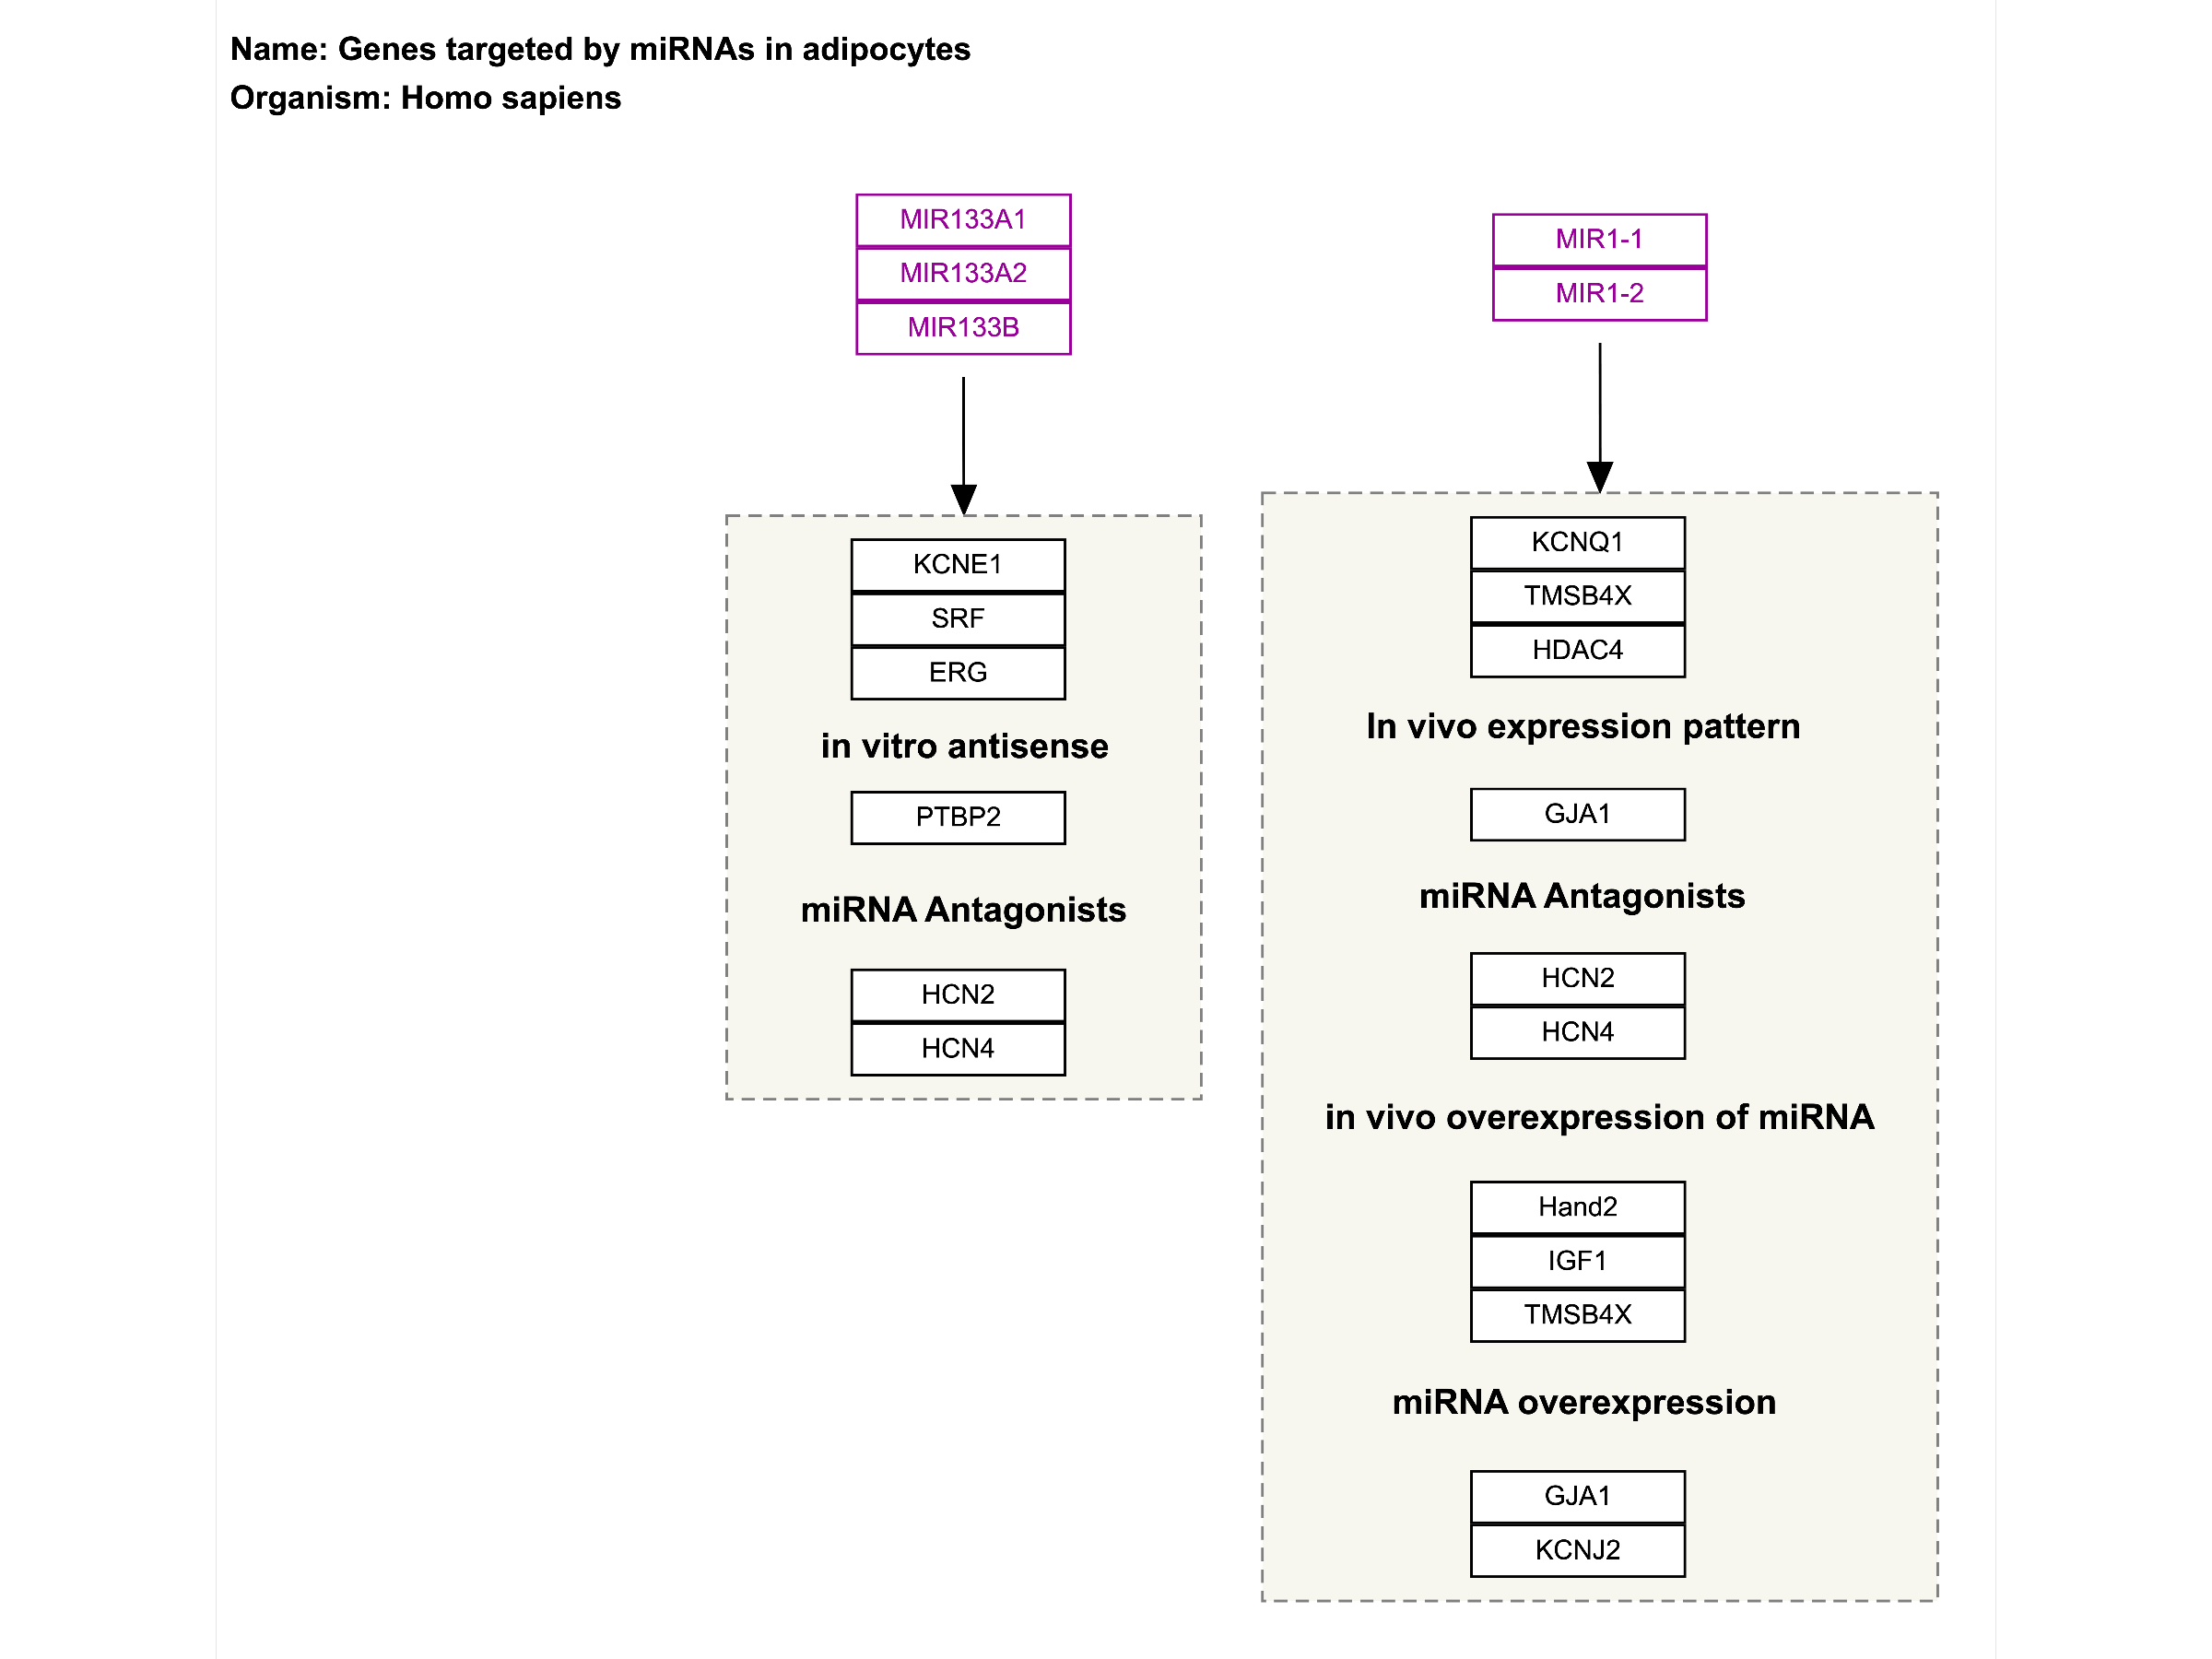 Name: Genes targeted by miRNAs in adipocytes
Organism: Homo sapiens
MIR133A1
MIR133A2
MIR133B
KCNE1
SRF
ERG
in vitro antisense
PTBP2
miRNA Antagonists
HCN2
HCN4
MIR1-1
MIR1-2
KCNQ1
TMSB4X
HDAC4
In vivo expression pattern
GJA1
miRNA Antagonists
HCN2
HCN4
in vivo overexpression of miRNA
Hand2
IGF1
TMSB4X
miRNA overexpression
GJA1
KCNJ2